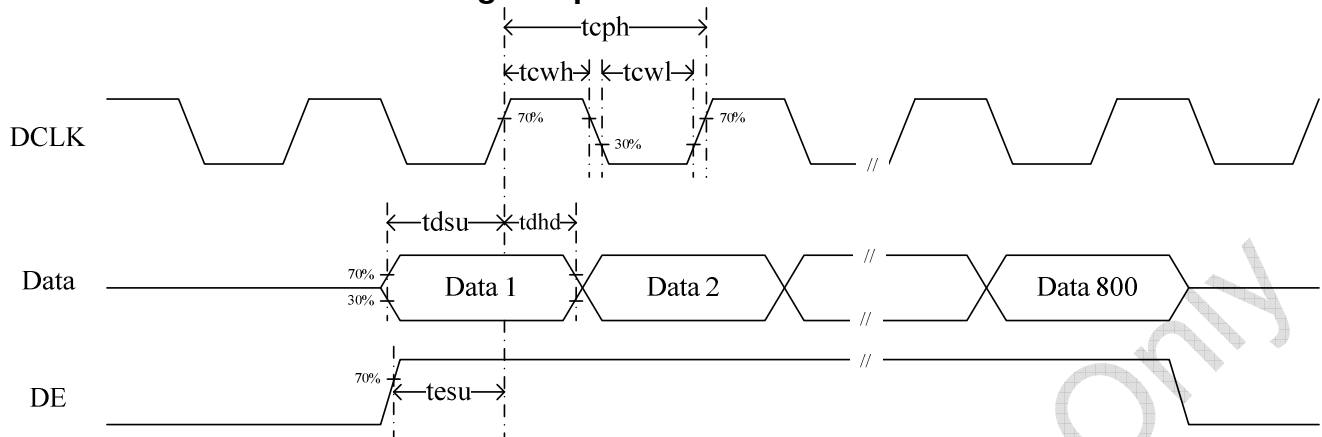 tcph
tcwh tcwl
DCLK 70% 30% 70% //
tdsu tdhd
Data 70% 30% Data 1 Data 2 // // Data 800
DE 70% tesu //
Only